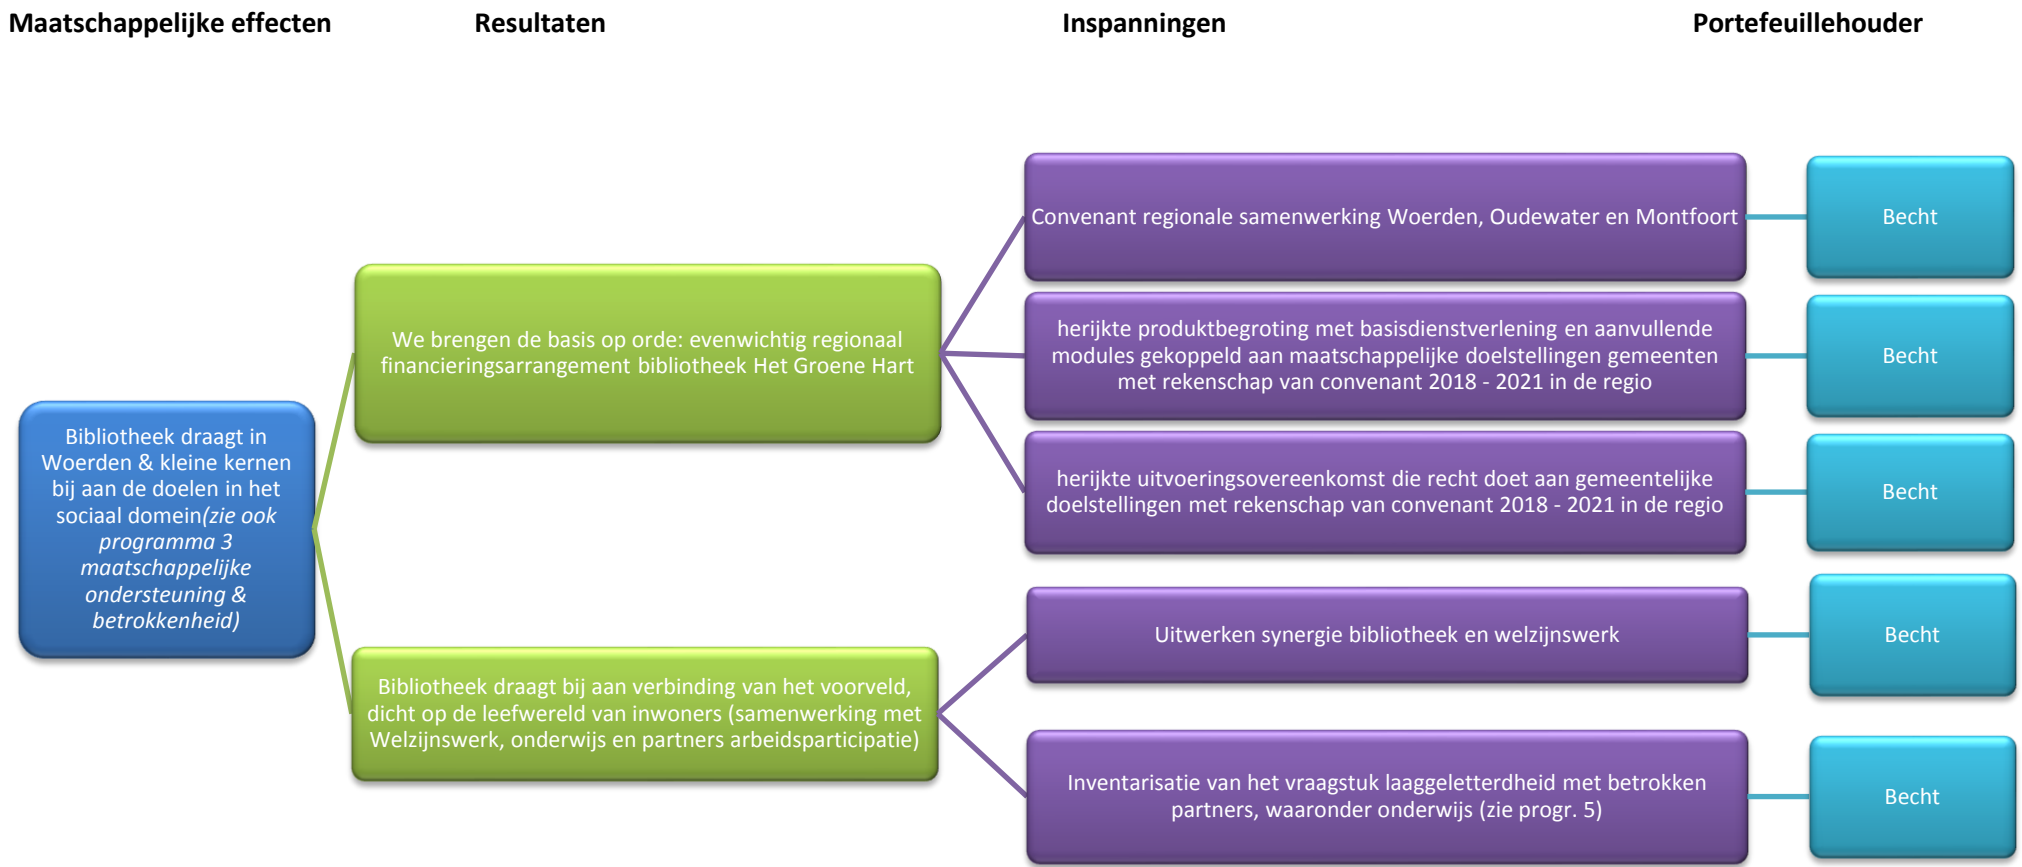 Maatschappelijke effecten
Resultaten
Inspanningen
Portefeuillehouder
Bibliotheek draagt in
Woerden & kleine kernen
bij aan de doelen in het
sociaal domein(zie ook
programma 3
maatschappelijke
ondersteuning &
betrokkenheid)
We brengen de basis op orde: evenwichtig regionaal
financieringsarrangement bibliotheek Het Groene Hart
Convenant regionale samenwerking Woerden, Oudewater en Montfoort
Becht
herijkte produktbegroting met basisdienstverlening en aanvullende
modules gekoppeld aan maatschappelijke doelstellingen gemeenten
met rekenschap van convenant 2018 - 2021 in de regio
Becht
herijkte uitvoeringsovereenkomst die recht doet aan gemeentelijke
doelstellingen met rekenschap van convenant 2018 - 2021 in de regio
Becht
Bibliotheek draagt bij aan verbinding van het voorveld,
dicht op de leefwereld van inwoners (samenwerking met
Welzijnswerk, onderwijs en partners arbeidsparticipatie)
Uitwerken synergie bibliotheek en welzijnswerk
Becht
Inventarisatie van het vraagstuk laaggeletterdheid met betrokken
partners, waaronder onderwijs (zie progr. 5)
Becht